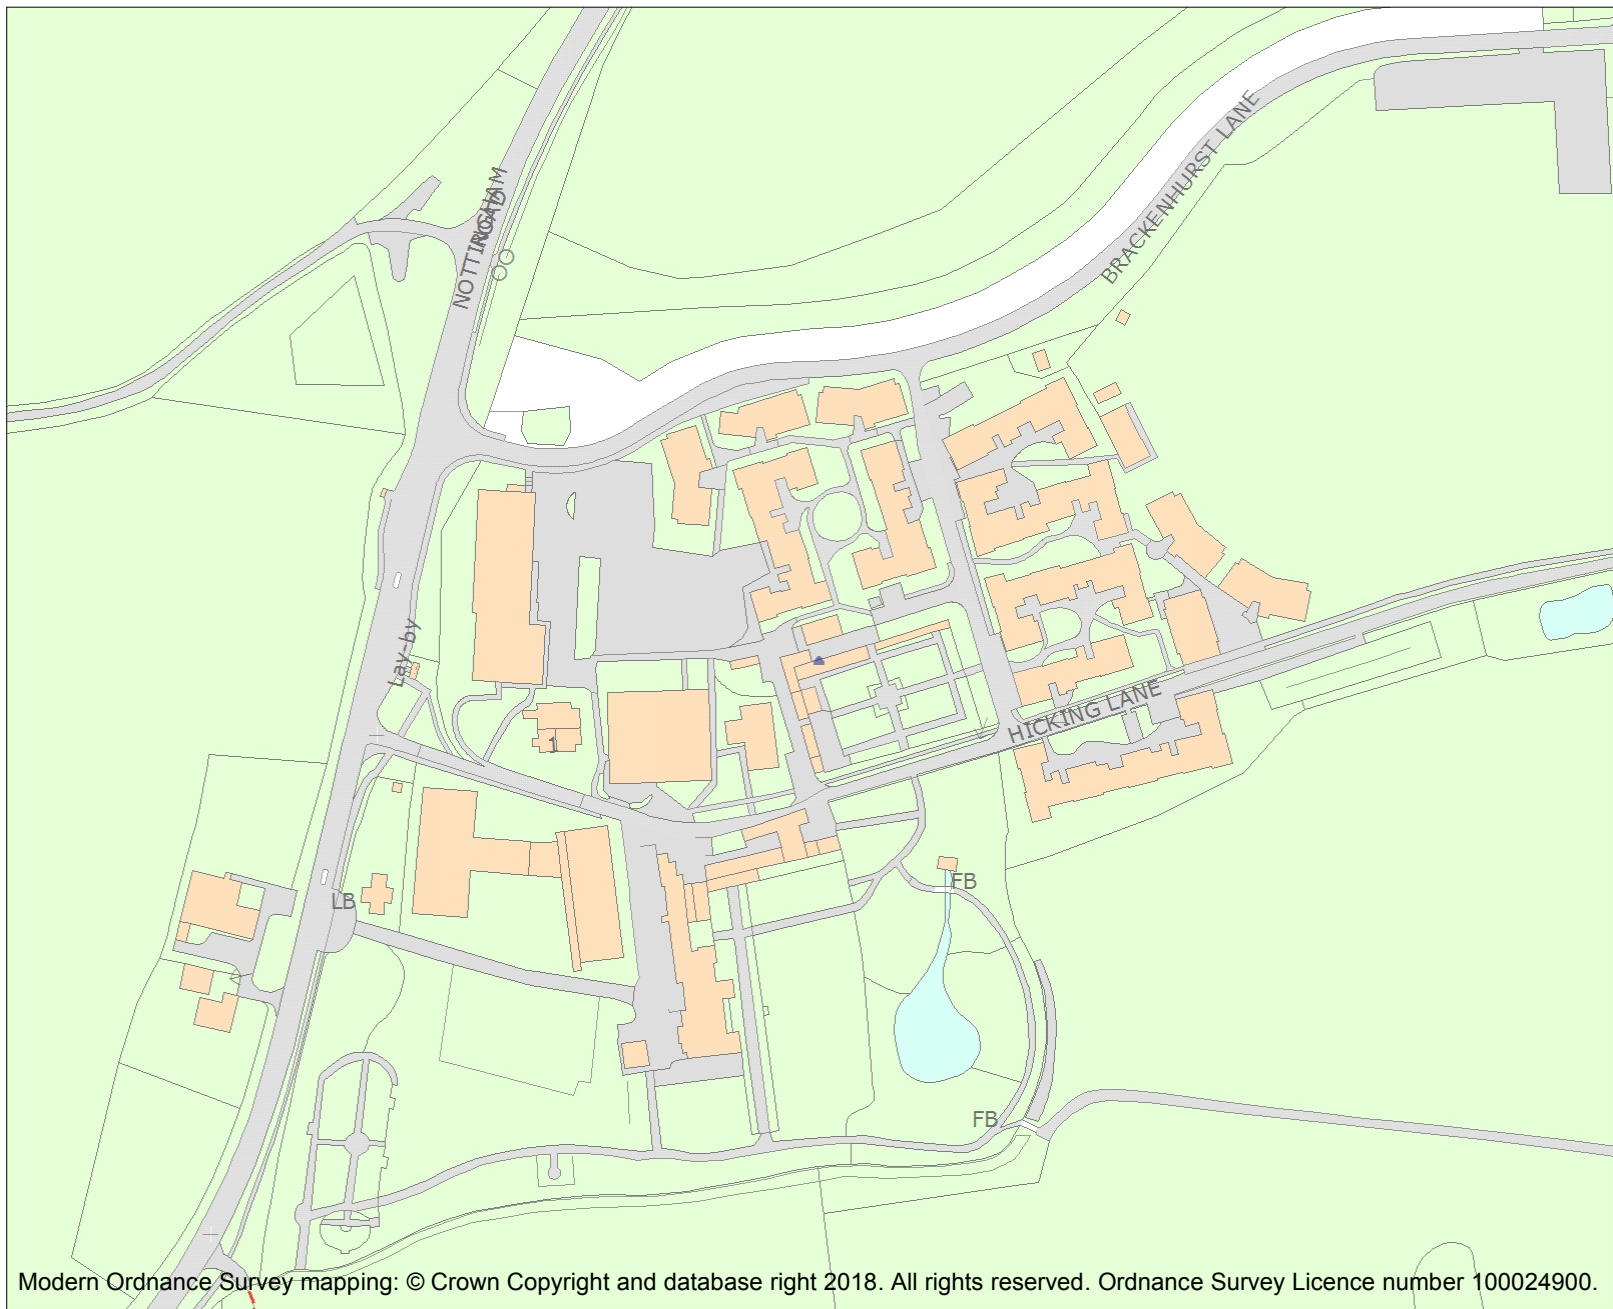 NOTTINGHAM
ROAD
BRACKENHURST LANE
Lay-by
HICKING LANE
1
LB
FB
FB
Modern Ordnance Survey mapping: © Crown Copyright and database right 2018. All rights reserved. Ordnance Survey Licence number 100024900.